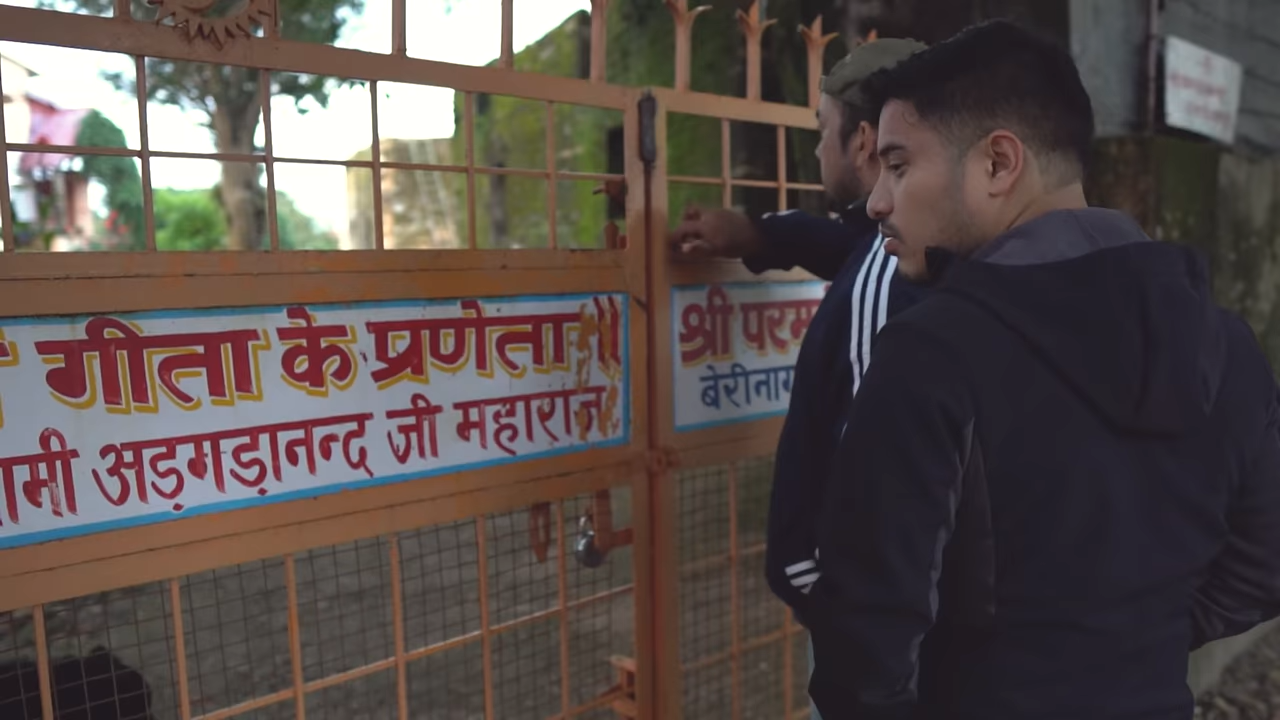 गीता के प्रणेता ॥
अड़गड़ानन्द जी महाराज
श्री परम
बेरीनाग